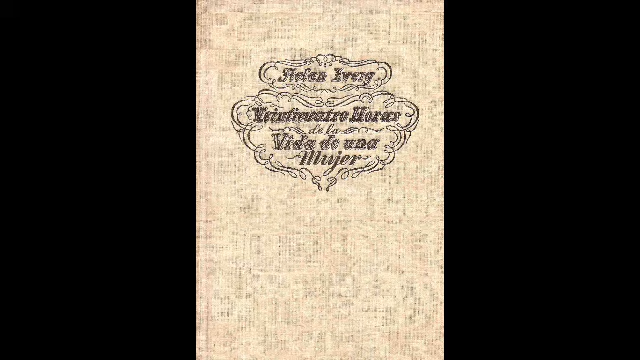 Stefan Zweig
Veinticuatro Horas
de la
Vida de una
Mujer